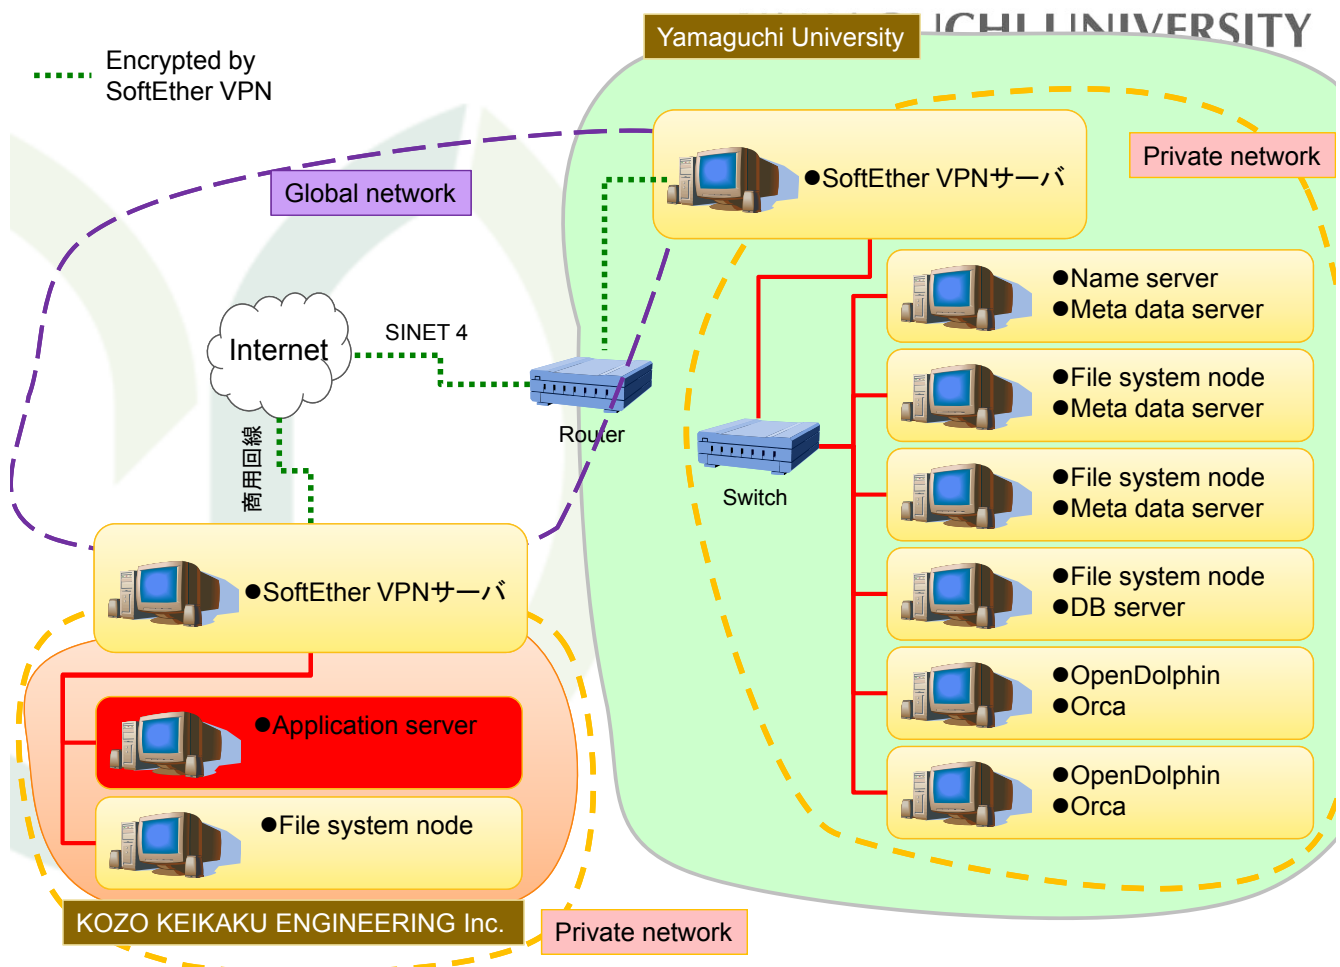 UCHI UNIVERSITY
Yamaguchi University
Encrypted by
SoftEther VPN
Private network
●SoftEther VPNサーバ
Global network
●Name server
●Meta data server
SINET 4
Internet
●File system node
●Meta data server
Router
商用回線
●File system node
●Meta data server
Switch
●SoftEther VPNサーバ
●File system node
●DB server
●OpenDolphin
●Orca
●Application server
●OpenDolphin
●Orca
●File system node
KOZO KEIKAKU ENGINEERING Inc.
Private network